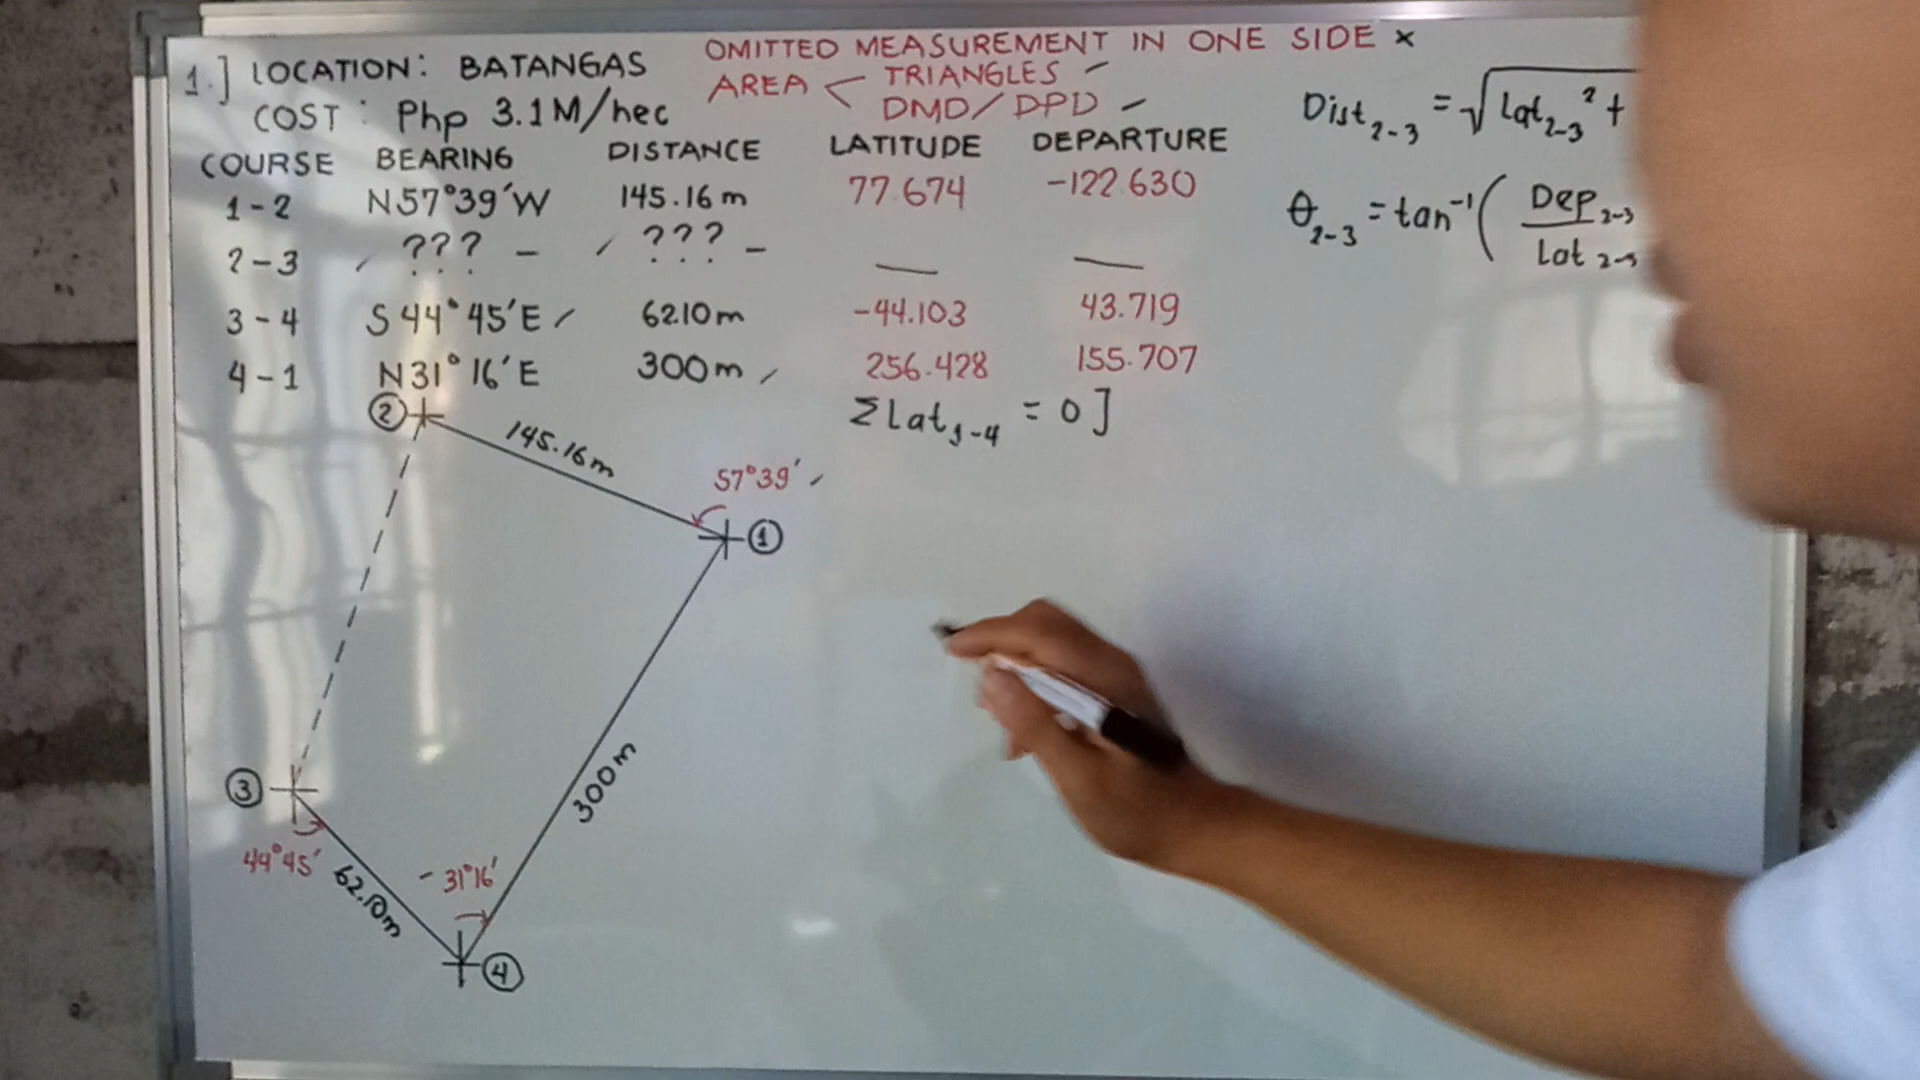 1.] LOCATION: BATANGAS
COST : Php 3.1M/hec
OMITTED MEASUREMENT IN ONE SIDE ×
AREA < TRIANGLES –
DMD/DPD –
COURSE BEARING DISTANCE LATITUDE DEPARTURE
1-2 N57°39'W 145.16m 77.674 -122.630
2-3 ??? – ??? –
3-4 S44°45'E 62.10m -44.103 43.719
4-1 N31°16'E 300m 256.428 155.707
ΣLat1-4 = 0]
Dist2-3 = √Lat2-3² +
θ2-3 = tan⁻¹( Dep2-3
Lat2-3
2
145.16m
57°39'
1
300m
3
44°45'
62.10m
31°16'
4